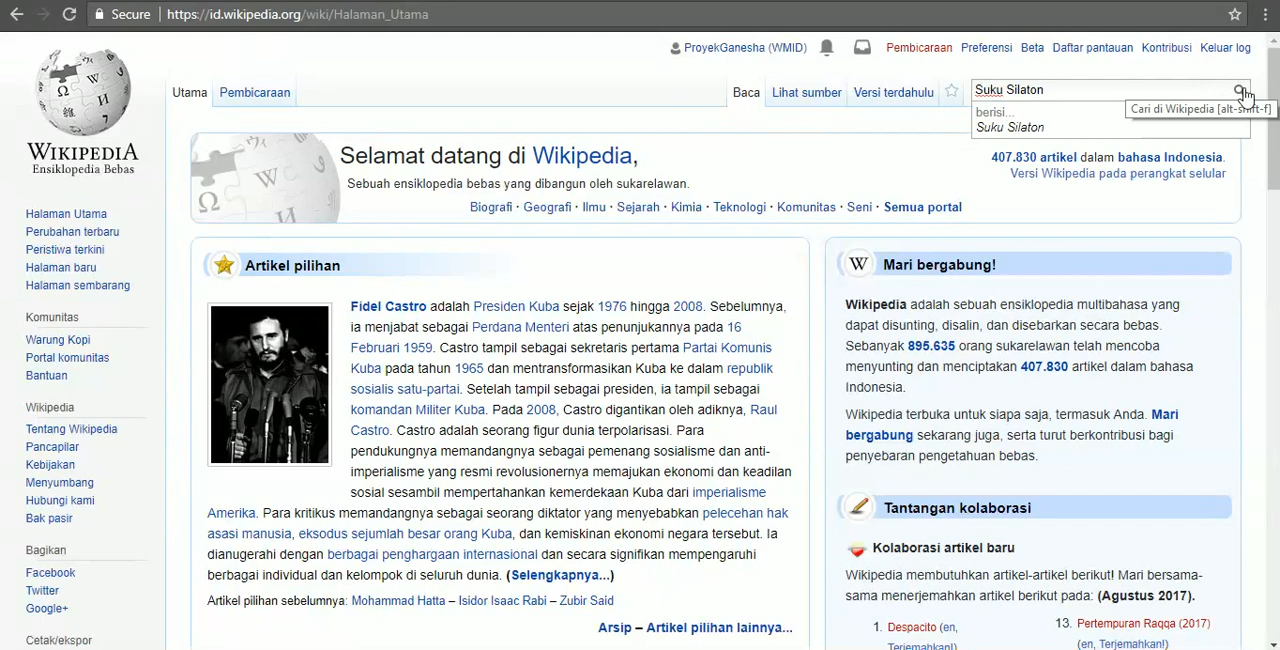 Secure | https://id.wikipedia.org/wiki/Halaman_Utama
ProyekGanesha (WMID) Pembicaraan Preferensi Beta Daftar pantauan Kontribusi Keluar log
Utama Pembicaraan Baca Lihat sumber Versi terdahulu Suku Silaton
Cari di Wikipedia [alt-shift-f]
berisi...
Suku Silaton
WIKIPEDIA
Ensiklopedia Bebas
Halaman Utama
Perubahan terbaru
Peristiwa terkini
Halaman baru
Halaman sembarang
Komunitas
Warung Kopi
Portal komunitas
Bantuan
Wikipedia
Tentang Wikipedia
Pancapilar
Kebijakan
Menyumbang
Hubungi kami
Bak pasir
Bagikan
Facebook
Twitter
Google+
Cetak/ekspor
Selamat datang di Wikipedia,
Sebuah ensiklopedia bebas yang dibangun oleh sukarelawan.
407.830 artikel dalam bahasa Indonesia.
Versi Wikipedia pada perangkat selular
Biografi · Geografi · Ilmu · Sejarah · Kimia · Teknologi · Komunitas · Seni · Semua portal
Artikel pilihan
Fidel Castro adalah Presiden Kuba sejak 1976 hingga 2008. Sebelumnya,
ia menjabat sebagai Perdana Menteri atas penunjukannya pada 16
Februari 1959. Castro tampil sebagai sekretaris pertama Partai Komunis
Kuba pada tahun 1965 dan mentransformasikan Kuba ke dalam republik
sosialis satu-partai. Setelah tampil sebagai presiden, ia tampil sebagai
komandan Militer Kuba. Pada 2008, Castro digantikan oleh adiknya, Raul
Castro. Castro adalah seorang figur dunia terpolarisasi. Para
pendukungnya memandangnya sebagai pemenang sosialisme dan anti-
imperialisme yang resmi revolusionernya memajukan ekonomi dan keadilan
sosial sesambil mempertahankan kemerdekaan Kuba dari imperialisme
Amerika. Para kritikus memandangnya sebagai seorang diktator yang menyebabkan pelecehan hak
asasi manusia, eksodus sejumlah besar orang Kuba, dan kemiskinan ekonomi negara tersebut. Ia
dianugerahi dengan berbagai penghargaan internasional dan secara signifikan mempengaruhi
berbagai individual dan kelompok di seluruh dunia. (Selengkapnya...)
Artikel pilihan sebelumnya: Mohammad Hatta – Isidor Isaac Rabi – Zubir Said
Arsip – Artikel pilihan lainnya...
Mari bergabung!
Wikipedia adalah sebuah ensiklopedia multibahasa yang
dapat disunting, disalin, dan disebarkan secara bebas.
Sebanyak 895.635 orang sukarelawan telah mencoba
menyunting dan menciptakan 407.830 artikel dalam bahasa
Indonesia.
Wikipedia terbuka untuk siapa saja, termasuk Anda. Mari
bergabung sekarang juga, serta turut berkontribusi bagi
penyebaran pengetahuan bebas.
Tantangan kolaborasi
Kolaborasi artikel baru
Wikipedia membutuhkan artikel-artikel berikut! Mari bersama-
sama menerjemahkan artikel berikut pada: (Agustus 2017).
1. Despacito (en,
Terjemahkan!)
13. Pertempuran Raqqa (2017)
(en, Terjemahkan!)